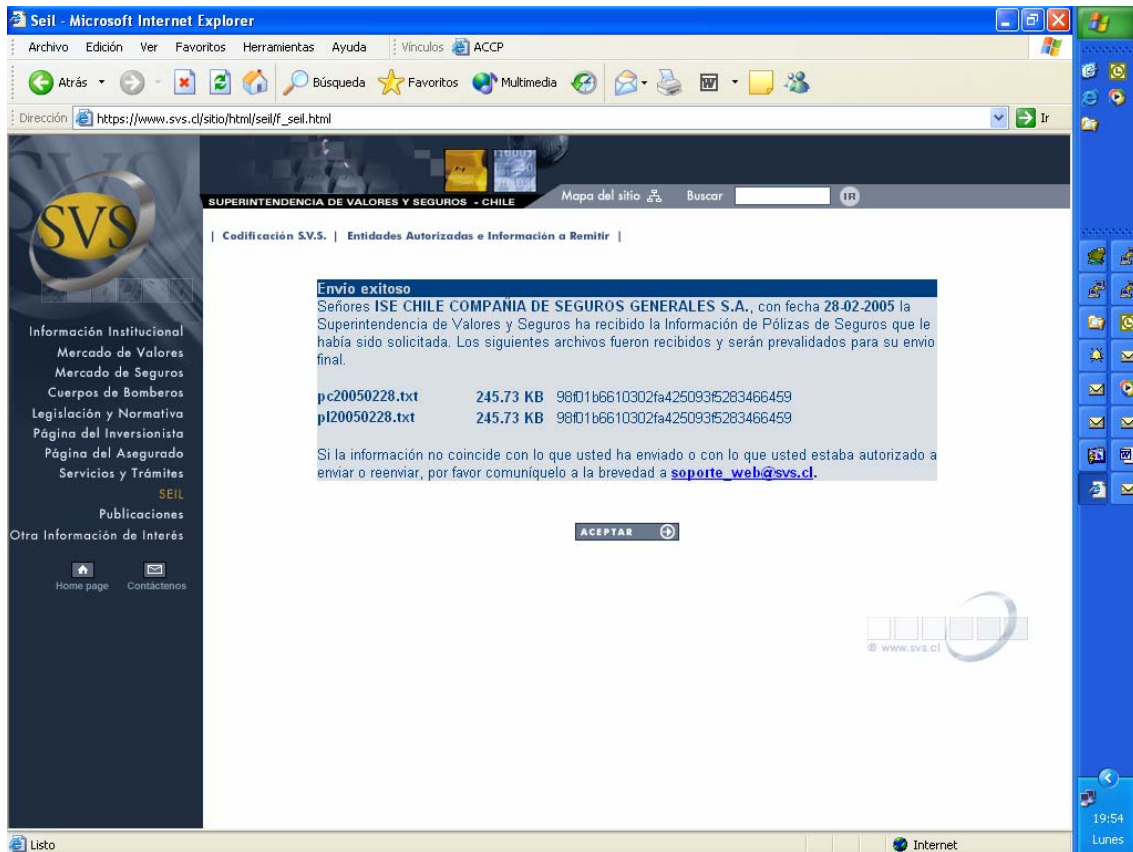 Seil - Microsoft Internet Explorer
Archivo Edición Ver Favoritos Herramientas Ayuda Vínculos ACCP
Atrás Búsqueda Favoritos Multimedia
Dirección https://www.svs.cl/sitio/html/seil/f_seil.html Ir
SVS
SUPERINTENDENCIA DE VALORES Y SEGUROS - CHILE
Mapa del sitio Buscar IR
| Codificación S.V.S. | Entidades Autorizadas e Información a Remitir |
Información Institucional
Mercado de Valores
Mercado de Seguros
Cuerpos de Bomberos
Legislación y Normativa
Página del Inversionista
Página del Asegurado
Servicios y Trámites
SEIL
Publicaciones
Otra Información de Interés
Home page Contáctenos
Envío exitoso
Señores ISE CHILE COMPAÑIA DE SEGUROS GENERALES S.A., con fecha 28-02-2005 la
Superintendencia de Valores y Seguros ha recibido la Información de Pólizas de Seguros que le
había sido solicitada. Los siguientes archivos fueron recibidos y serán prevalidados para su envio
final.
pc20050228.txt 245.73 KB 98f01b6610302fa425093f5283466459
pl20050228.txt 245.73 KB 98f01b6610302fa425093f5283466459
Si la información no coincide con lo que usted ha enviado o con lo que usted estaba autorizado a
enviar o reenviar, por favor comuníquelo a la brevedad a soporte_web@svs.cl.
ACEPTAR
® www.svs.cl
Listo Internet
19:54
Lunes